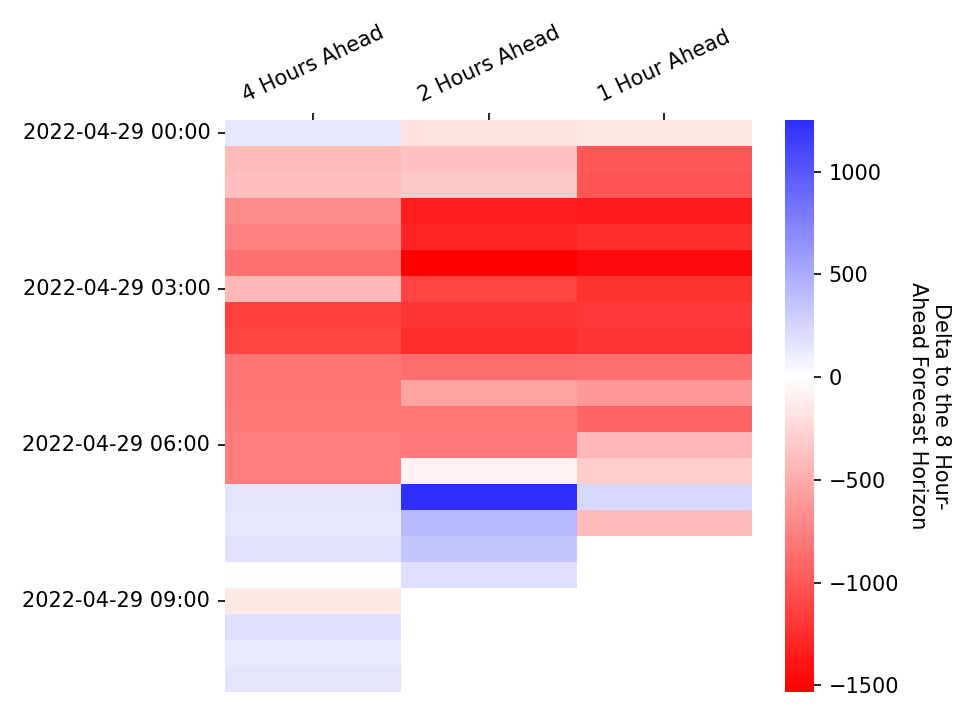 4 Hours Ahead
2 Hours Ahead
1 Hour Ahead
2022-04-29 00:00
2022-04-29 03:00
2022-04-29 06:00
2022-04-29 09:00
1000
500
0
−500
−1000
−1500
Delta to the 8 Hour-
Ahead Forecast Horizon